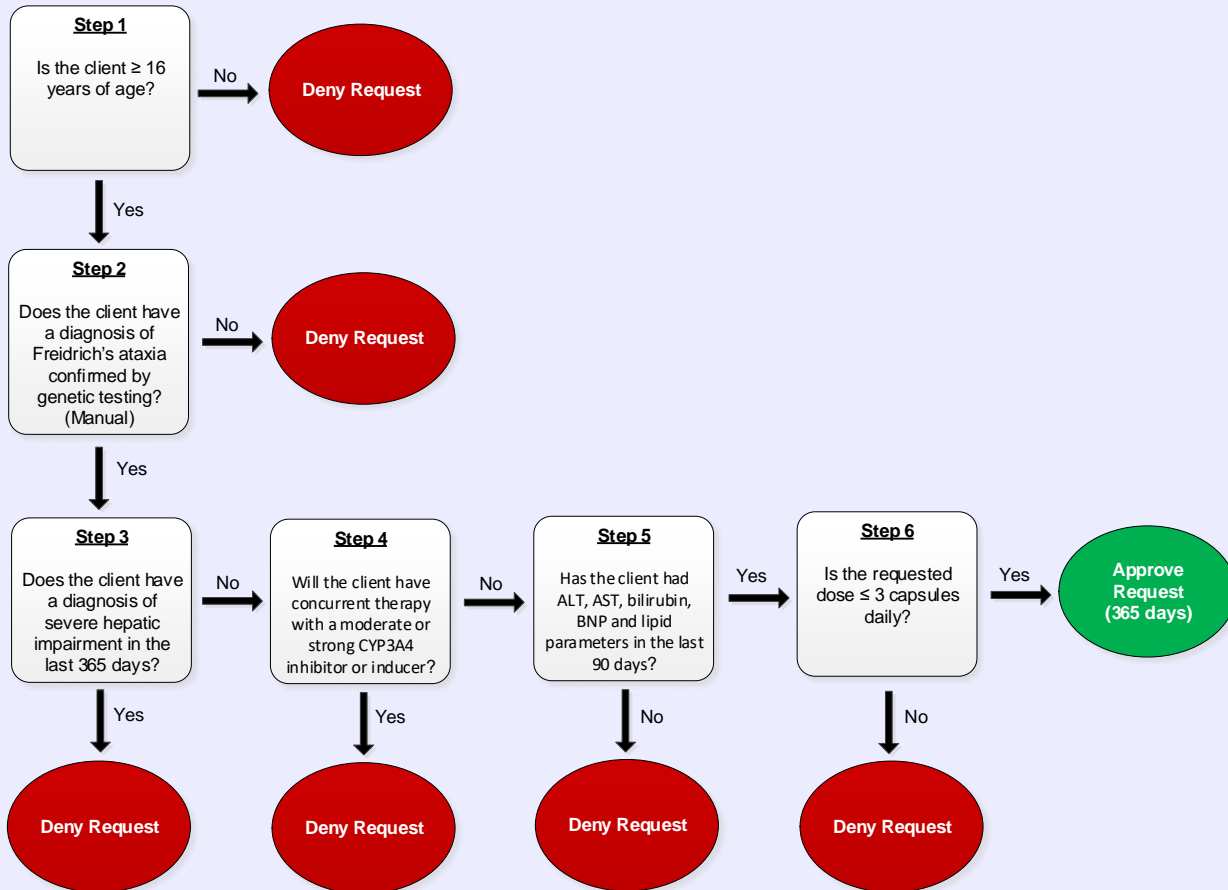 Step 1
Is the client ≥ 16
years of age?
No
Deny Request
Yes
Step 2
Does the client have
a diagnosis of
Freidrich's ataxia
confirmed by
genetic testing?
(Manual)
No
Deny Request
Yes
Step 3
Does the client have
a diagnosis of
severe hepatic
impairment in the
last 365 days?
No
Step 4
Will the client have
concurrent therapy
with a moderate or
strong CYP3A4
inhibitor or inducer?
No
Step 5
Has the client had
ALT, AST, bilirubin,
BNP and lipid
parameters in the last
90 days?
Yes
Step 6
Is the requested
dose ≤ 3 capsules
daily?
Yes
Approve
Request
(365 days)
Yes
Yes
No
No
Deny Request
Deny Request
Deny Request
Deny Request